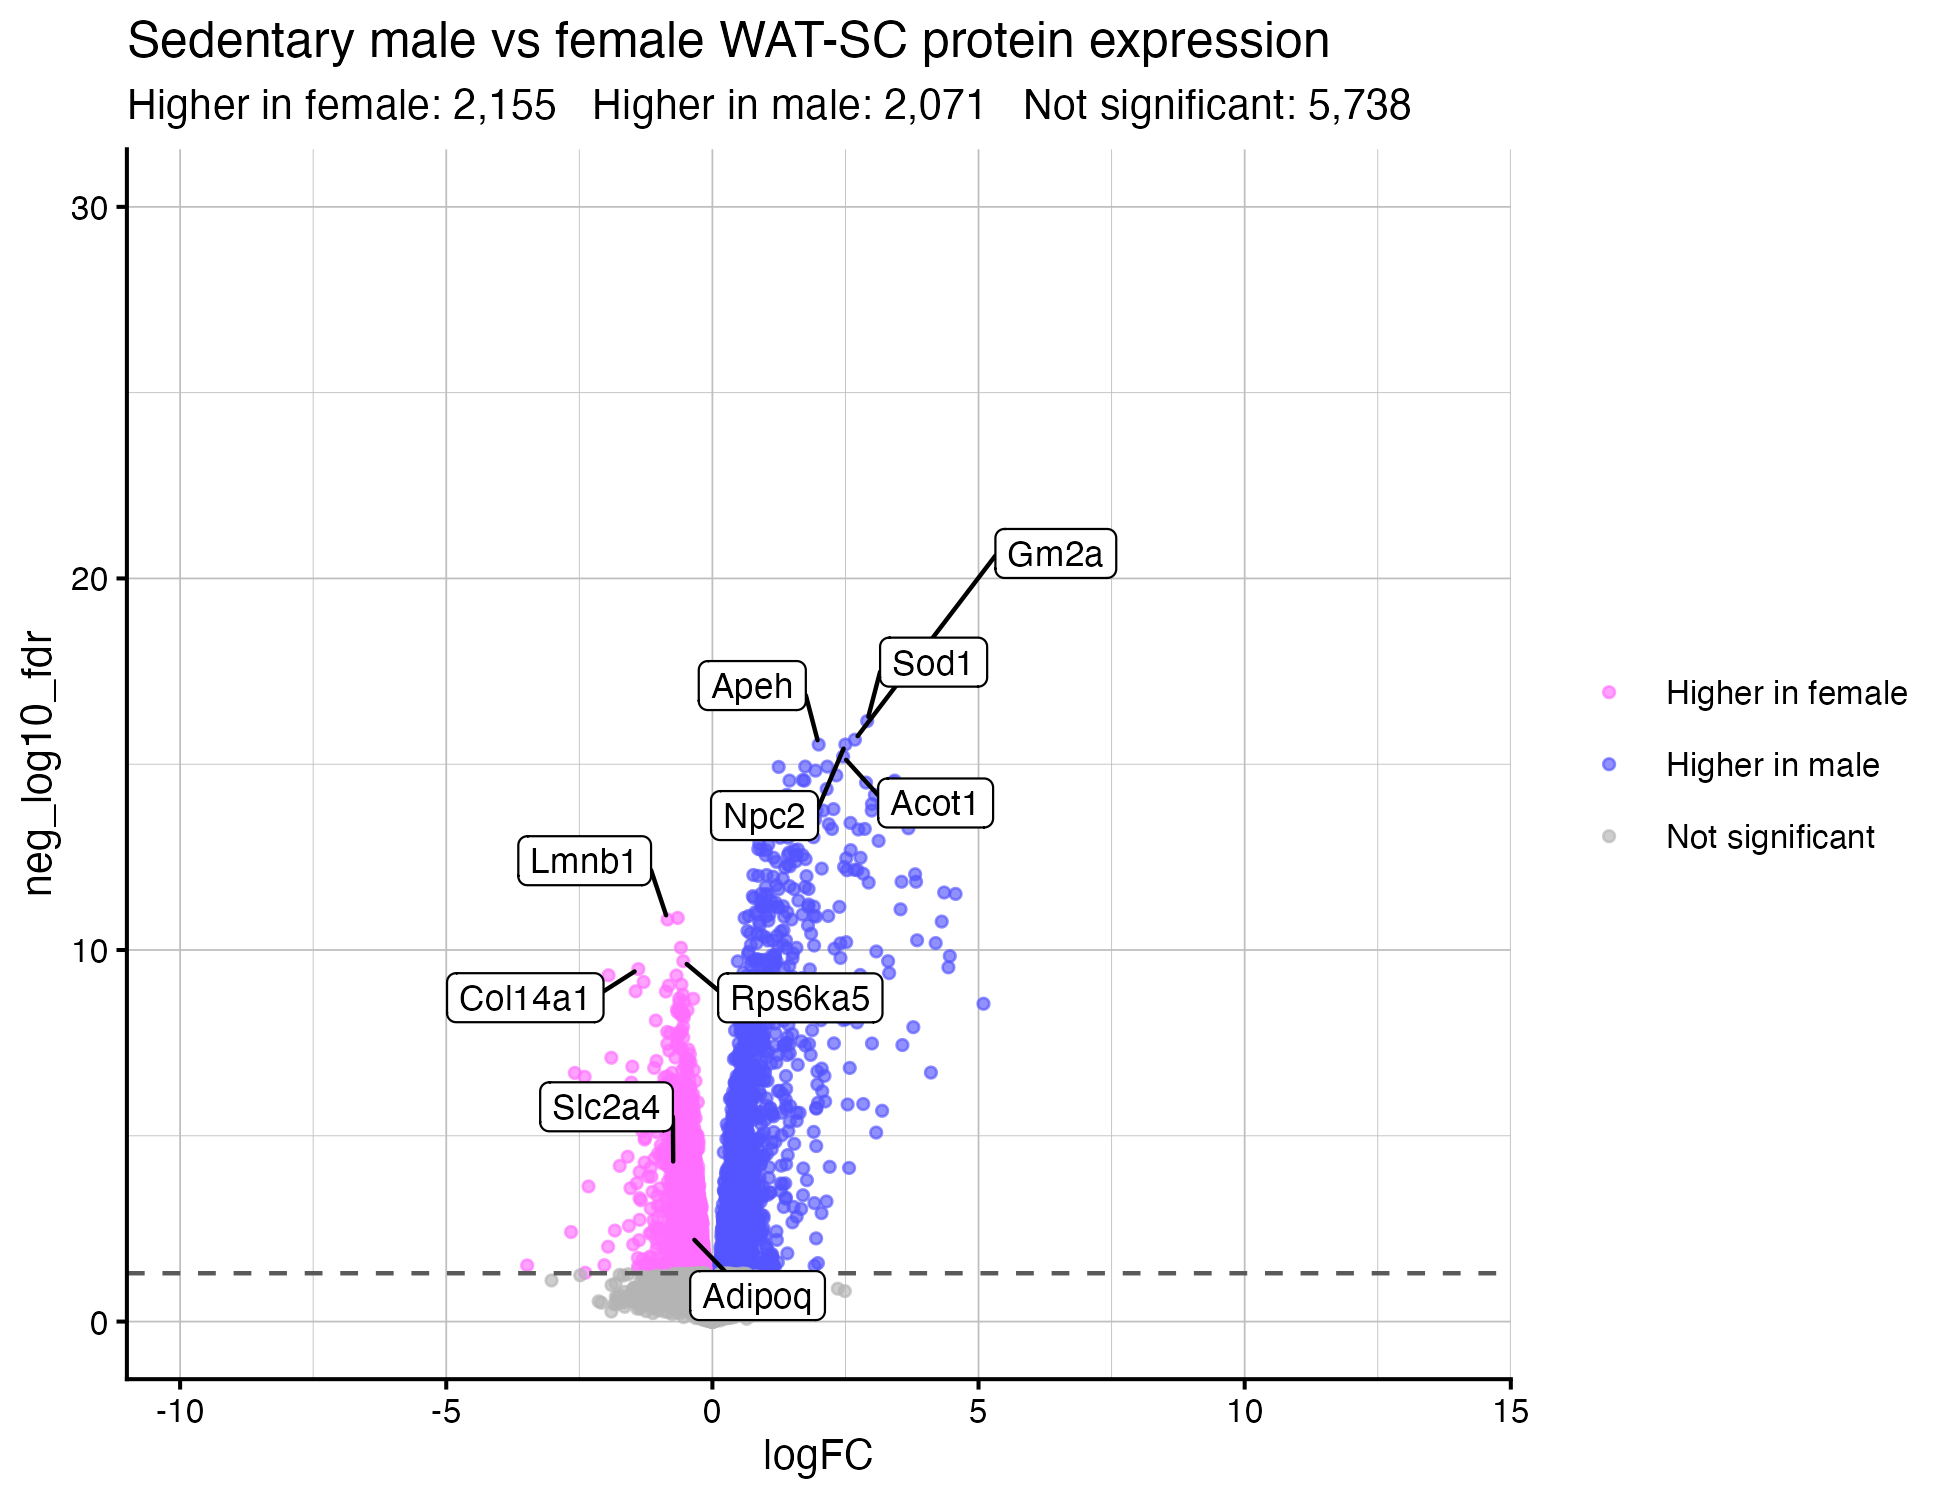 Sedentary male vs female WAT-SC protein expression
Higher in female: 2,155   Higher in male: 2,071   Not significant: 5,738
30
20
10
0
neg_log10_fdr
Gm2a
Sod1
Apeh
Npc2
Acot1
Lmnb1
Col14a1
Rps6ka5
Slc2a4
Adipoq
-10
-5
0
5
10
15
logFC
Higher in female
Higher in male
Not significant